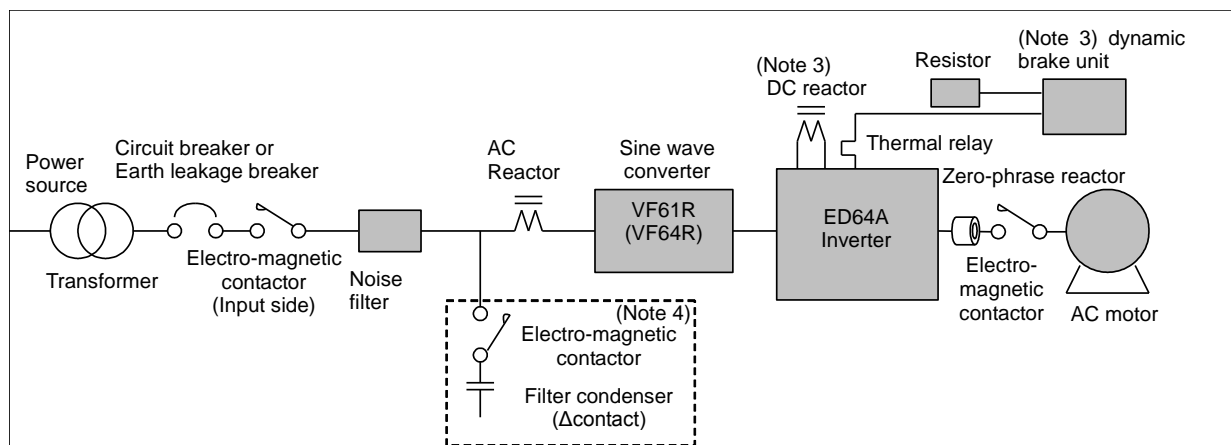 Power
source
Transformer
Circuit breaker or
Earth leakage breaker
Electro-magnetic
contactor
(Input side)
Noise
filter
AC
Reactor
(Note 4)
Electro-magnetic
contactor
Filter condenser
(Δcontact)
Sine wave
converter
VF61R
(VF64R)
(Note 3)
DC reactor
ED64A
Inverter
Thermal relay
Resistor
(Note 3) dynamic
brake unit
Zero-phrase reactor
Electro-
magnetic
contactor
AC motor